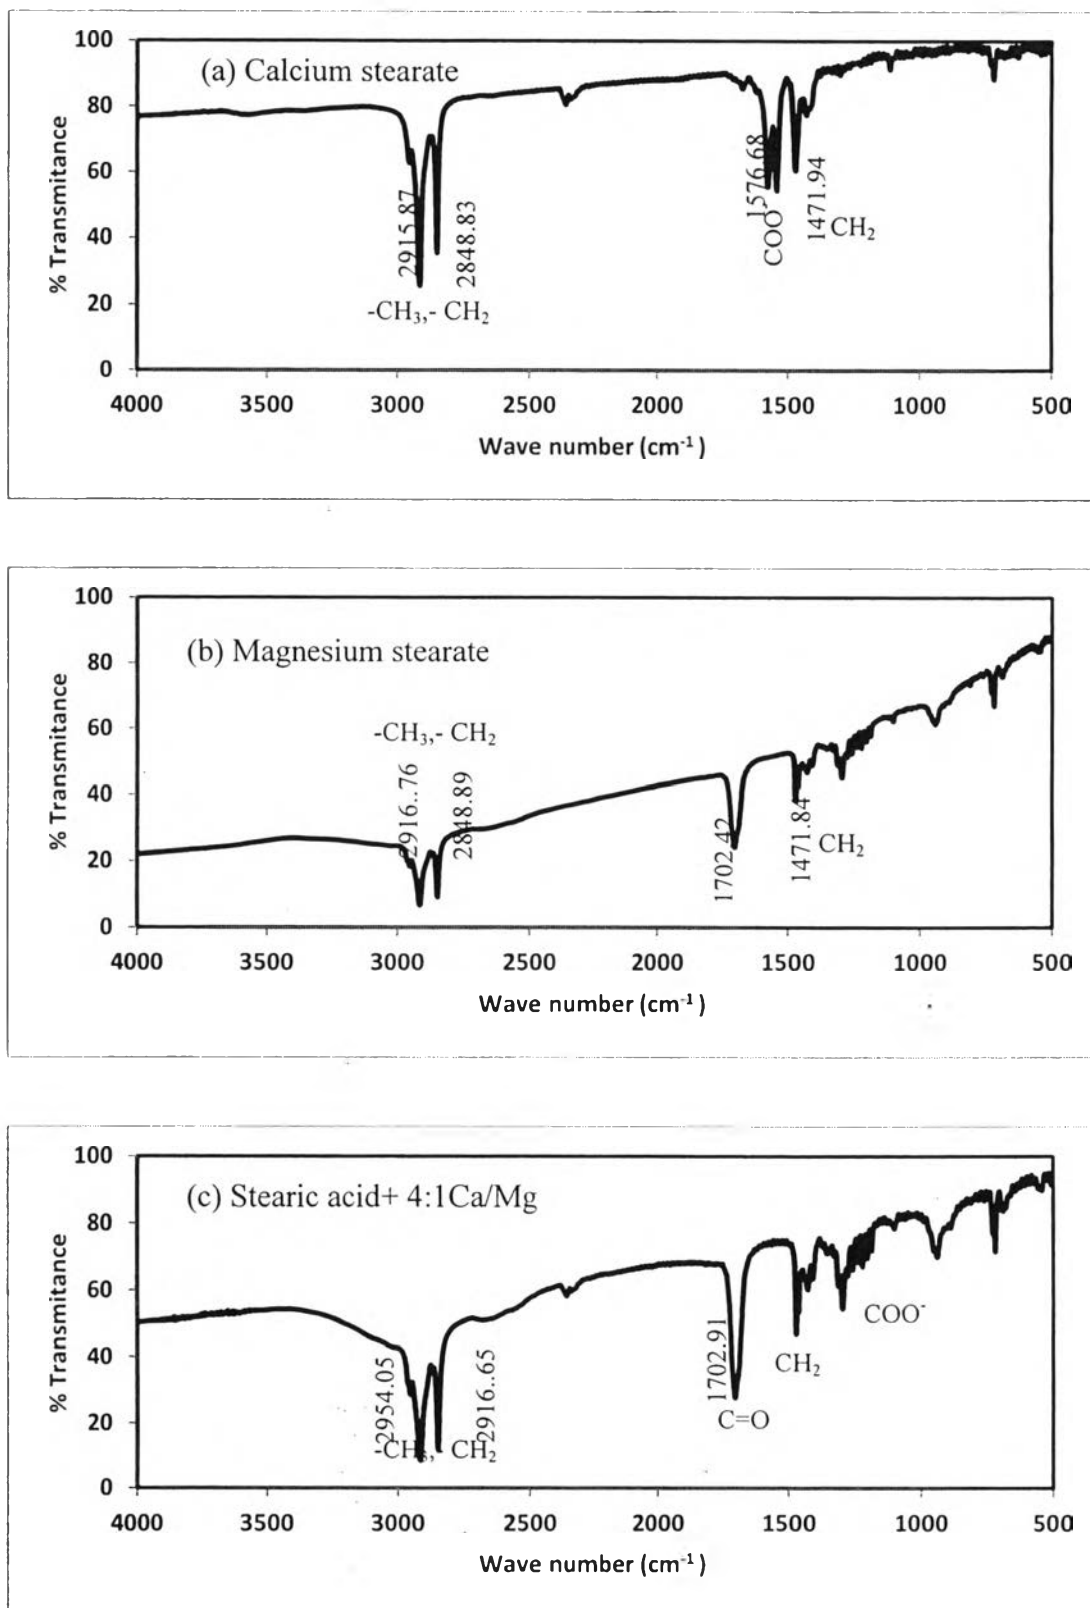 (a) Calcium stearate
% Transmitance
100
80
60
40
20
0
2915.87
2848.83
-CH₃,- CH₂
1576.68
COO⁻
1471.94
CH₂
4000 3500 3000 2500 2000 1500 1000 500
Wave number (cm⁻¹ )
(b) Magnesium stearate
% Transmitance
100
80
60
40
20
0
-CH₃,- CH₂
2916..76
2848.89
1702.42
1471.84
CH₂
4000 3500 3000 2500 2000 1500 1000 500
Wave number (cm⁻¹ )
(c) Stearic acid+ 4:1Ca/Mg
% Transmitance
100
80
60
40
20
0
2954.05
2916..65
-CH₃,- CH₂
1702.91
C=O
CH₂
COO⁻
4000 3500 3000 2500 2000 1500 1000 500
Wave number (cm⁻¹ )